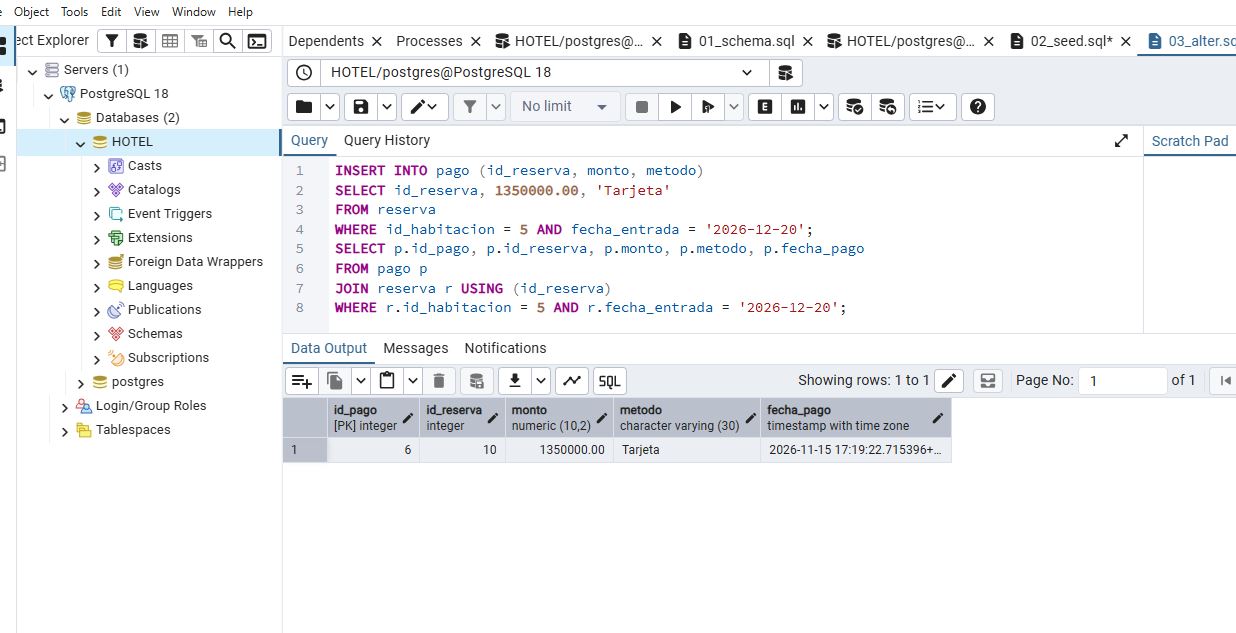 Object Tools Edit View Window Help
ect Explorer
Dependents Processes HOTEL/postgres@... 01_schema.sql HOTEL/postgres@... 02_seed.sql* 03_alter.sq
Servers (1)
PostgreSQL 18
Databases (2)
HOTEL
Casts
Catalogs
Event Triggers
Extensions
Foreign Data Wrappers
Languages
Publications
Schemas
Subscriptions
postgres
Login/Group Roles
Tablespaces
HOTEL/postgres@PostgreSQL 18
No limit
E
Query Query History
Scratch Pad
1 INSERT INTO pago (id_reserva, monto, metodo)
2 SELECT id_reserva, 1350000.00, 'Tarjeta'
3 FROM reserva
4 WHERE id_habitacion = 5 AND fecha_entrada = '2026-12-20';
5 SELECT p.id_pago, p.id_reserva, p.monto, p.metodo, p.fecha_pago
6 FROM pago p
7 JOIN reserva r USING (id_reserva)
8 WHERE r.id_habitacion = 5 AND r.fecha_entrada = '2026-12-20';
Data Output Messages Notifications
SQL
Showing rows: 1 to 1
Page No: 1 of 1
id_pago id_reserva monto metodo fecha_pago
[PK] integer integer numeric (10,2) character varying (30) timestamp with time zone
1 6 10 1350000.00 Tarjeta 2026-11-15 17:19:22.715396+...